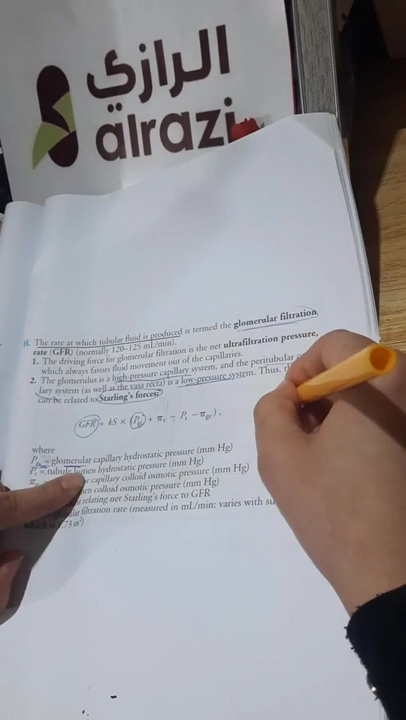 الرازي
alrazi
H. The rate at which tubular fluid is produced is termed the glomerular filtration
rate (GFR) (normally 120–125 mL/min).
1. The driving force for glomerular filtration is the net ultrafiltration pressure,
which always favors fluid movement out of the capillaries.
2. The glomerulus is a high-pressure capillary system, and the peritubular
lary system (as well as the vasa recta) is a low-pressure system. Thus,
can be related to Starling's forces:
GFR = kS × (Pgc + πt − Pt − πgc),
where
Pgc = glomerular capillary hydrostatic pressure (mm Hg)
Pt = tubule lumen hydrostatic pressure (mm Hg)
capillary colloid osmotic pressure (mm Hg)
colloid osmotic pressure (mm Hg)
relating net Starling's force to GFR
filtration rate (measured in mL/min; varies with
which is 1.73 m²)